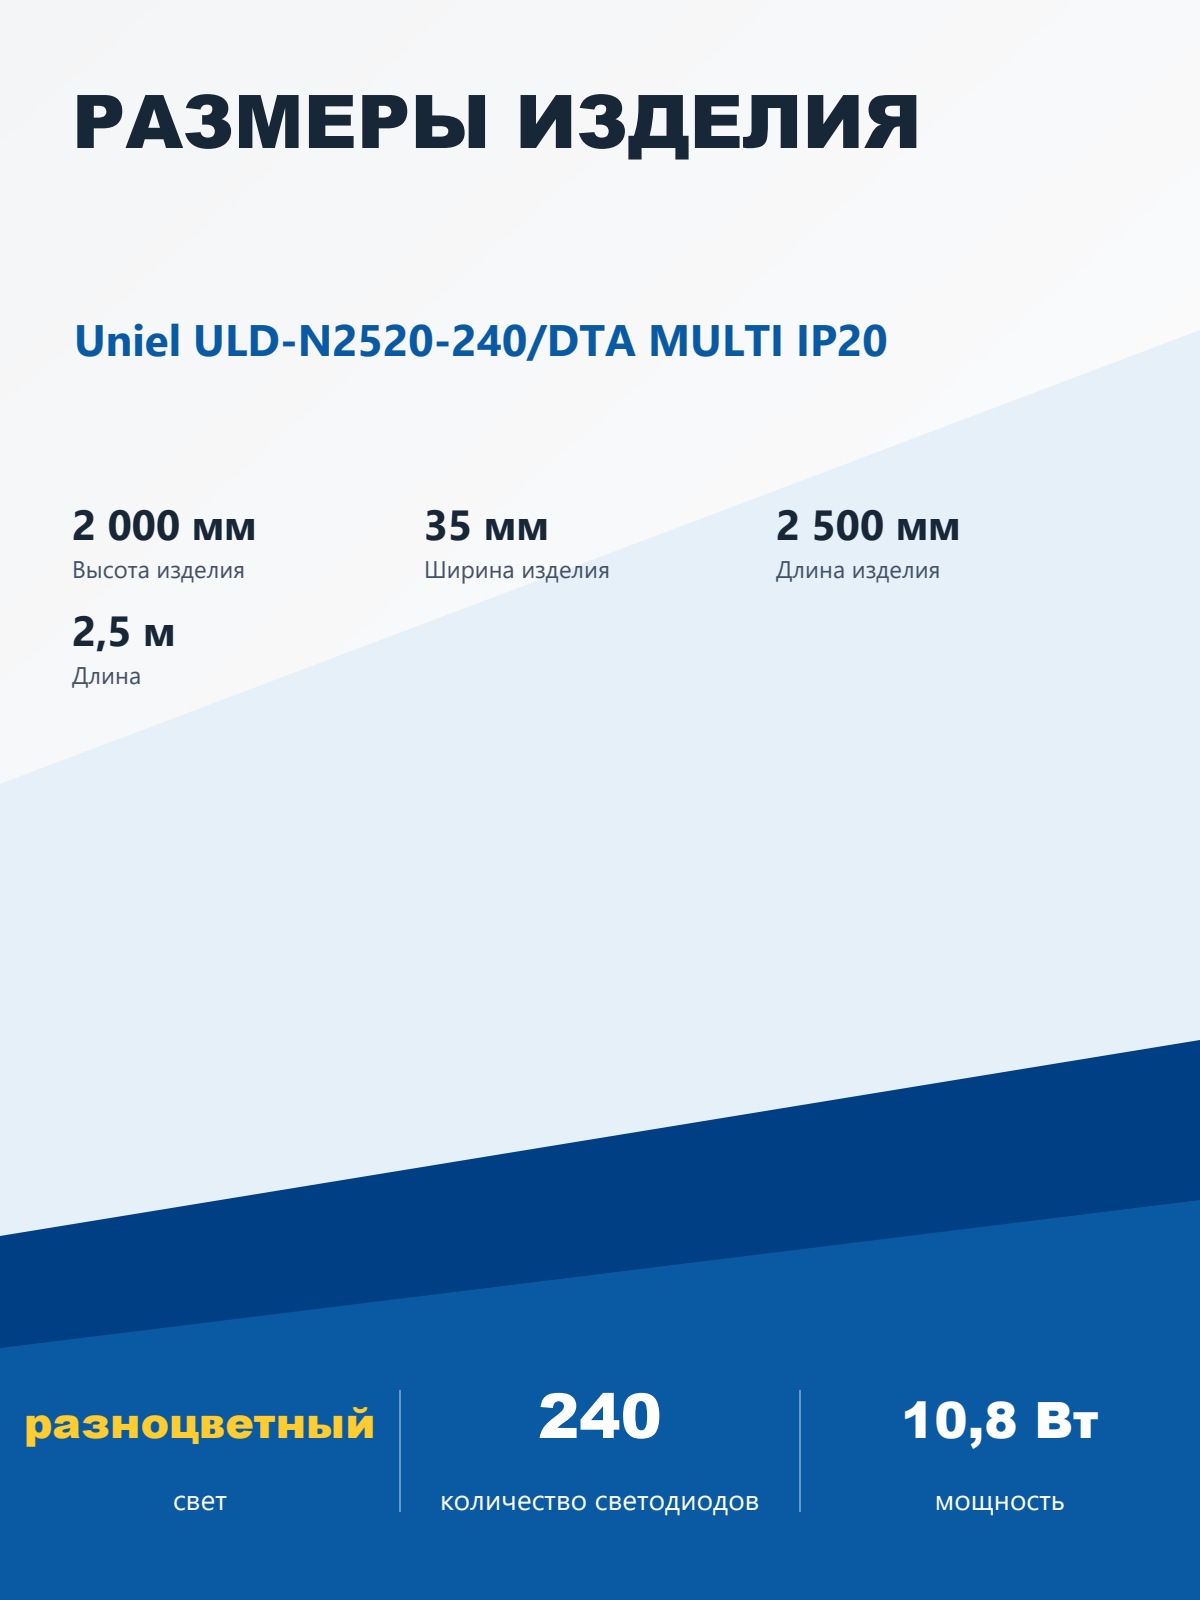 РАЗМЕРЫ ИЗДЕЛИЯ
Uniel ULD-N2520-240/DTA MULTI IP20
2 000 мм
Высота изделия
35 мм
Ширина изделия
2 500 мм
Длина изделия
2,5 м
Длина
разноцветный
свет
240
количество светодиодов
10,8 Вт
мощность